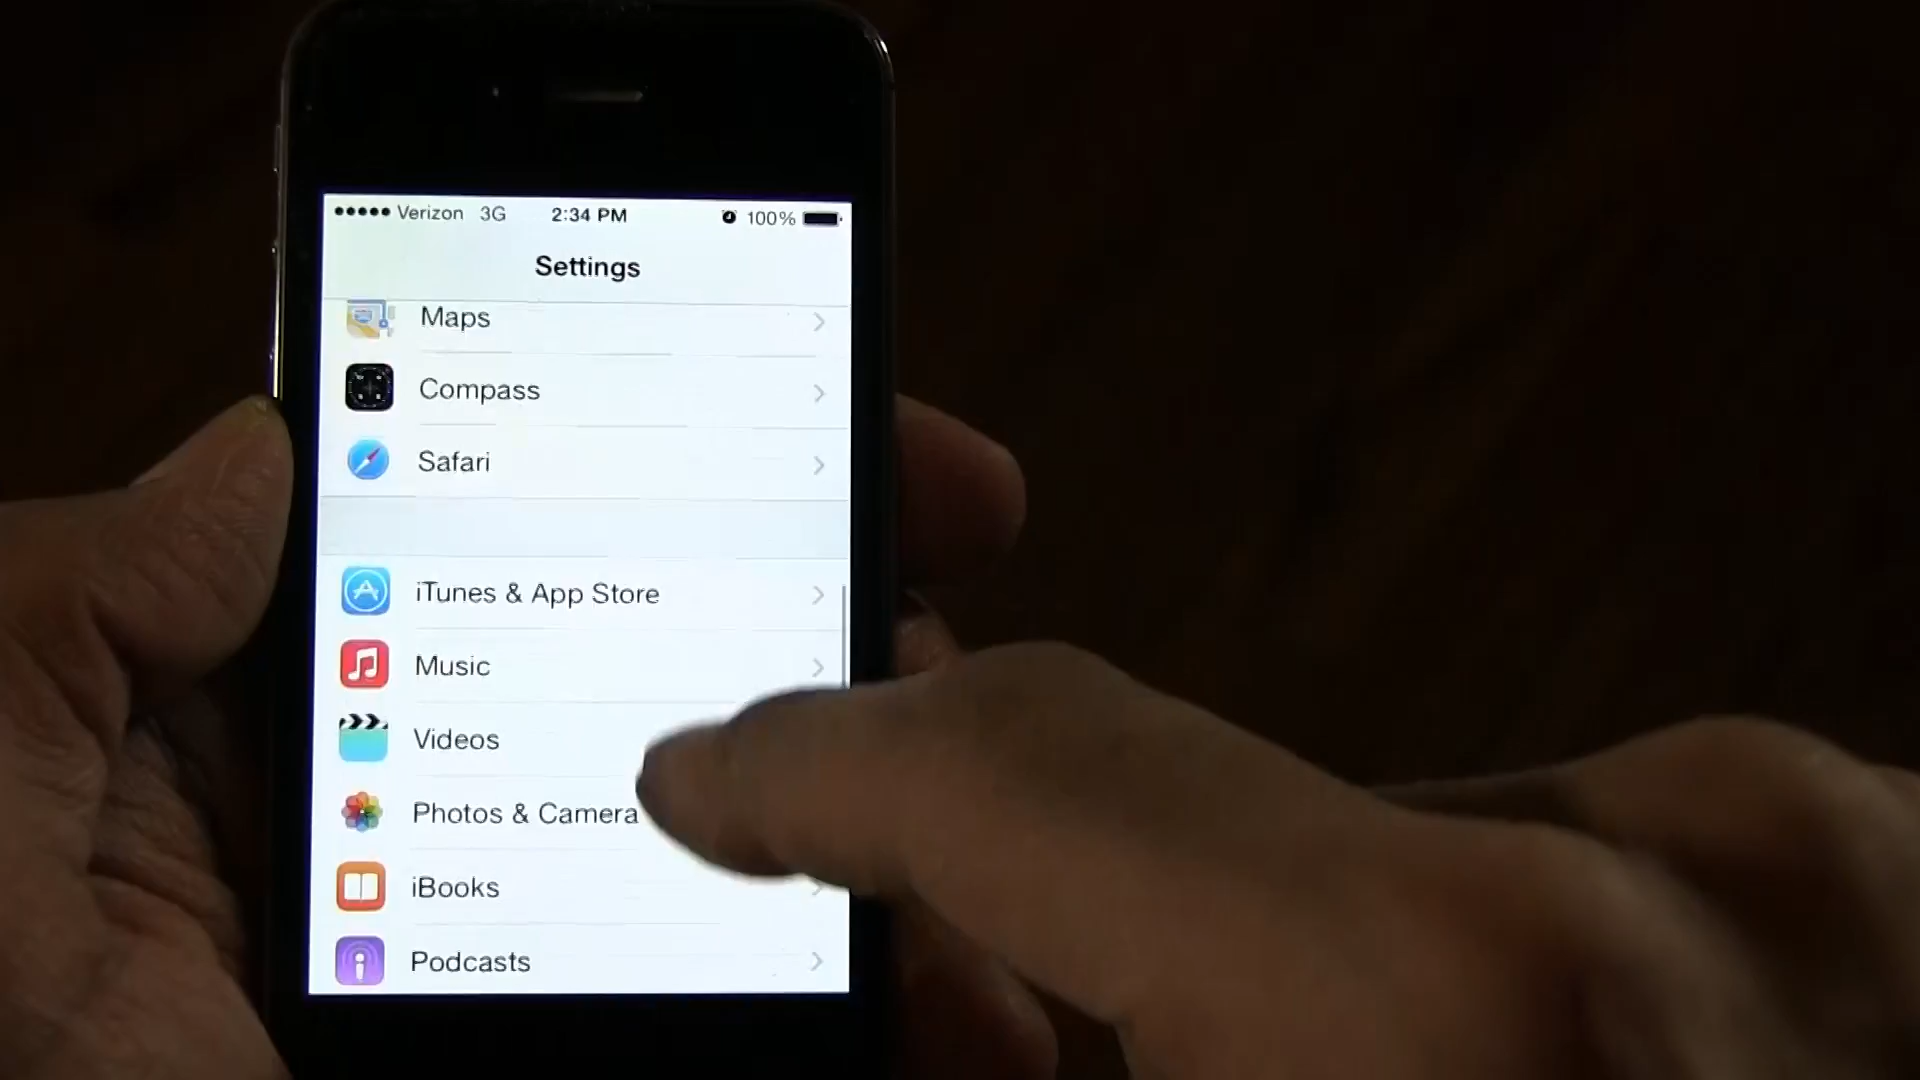 Verizon 3G 2:34 PM 100%
Settings
Maps
Compass
Safari
iTunes & App Store
Music
Videos
Photos & Camera
iBooks
Podcasts